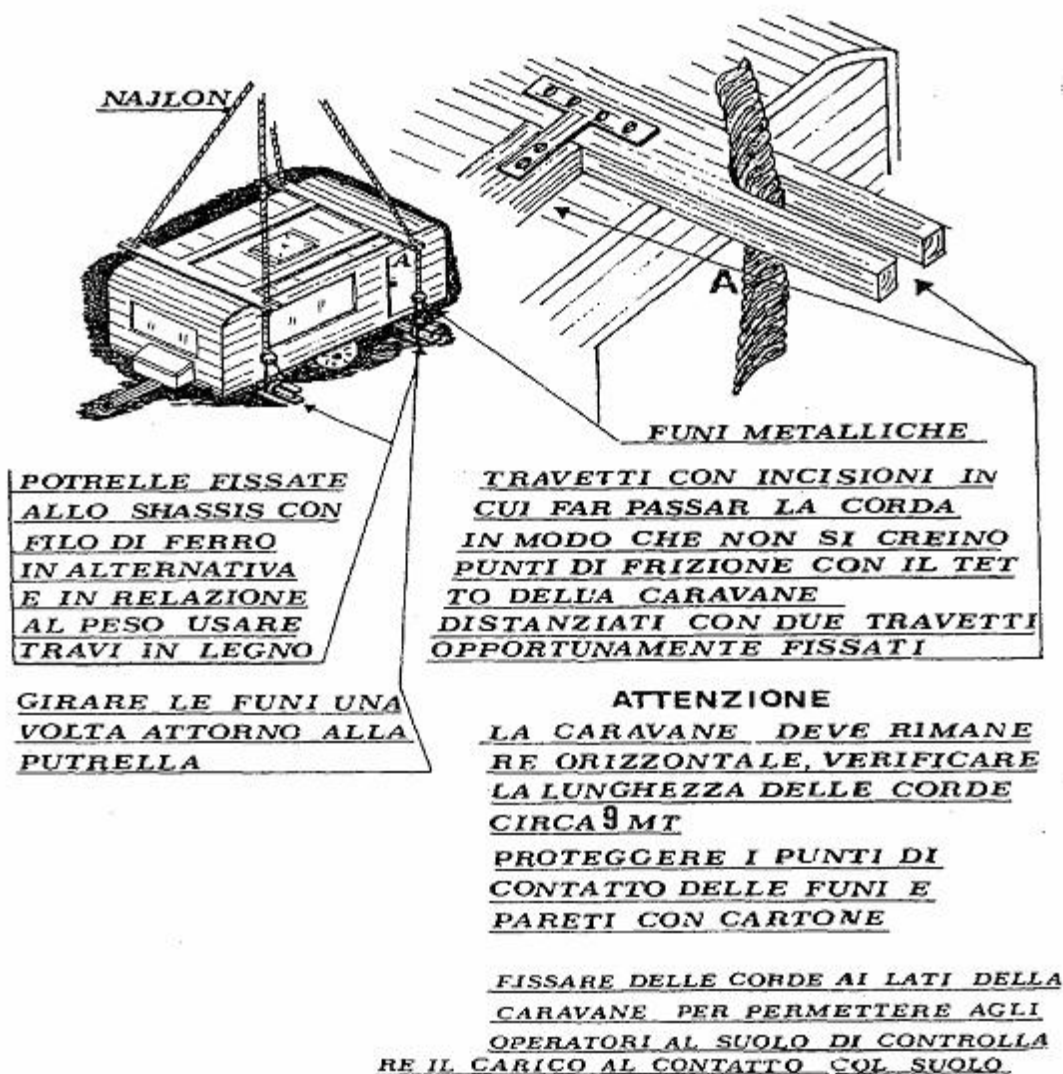 NAJLON
A
A
FUNI METALLICHE
POTRELLE FISSATE
ALLO SHASSIS CON
FILO DI FERRO
IN ALTERNATIVA
E IN RELAZIONE
AL PESO USARE
TRAVI IN LEGNO
GIRARE LE FUNI UNA
VOLTA ATTORNO ALLA
PUTRELLA
TRAVETTI CON INCISIONI IN
CUI FAR PASSAR LA CORDA
IN MODO CHE NON SI CREINO
PUNTI DI FRIZIONE CON IL TET
TO DELLA CARAVANE
DISTANZIATI CON DUE TRAVETTI
OPPORTUNAMENTE FISSATI
ATTENZIONE
LA CARAVANE DEVE RIMANE
RE ORIZZONTALE, VERIFICARE
LA LUNGHEZZA DELLE CORDE
CIRCA 9 MT
PROTEGGERE I PUNTI DI
CONTATTO DELLE FUNI E
PARETI CON CARTONE
FISSARE DELLE CORDE AI LATI DELLA
CARAVANE PER PERMETTERE AGLI
OPERATORI AL SUOLO DI CONTROLLA
RE IL CARICO AL CONTATTO COL SUOLO